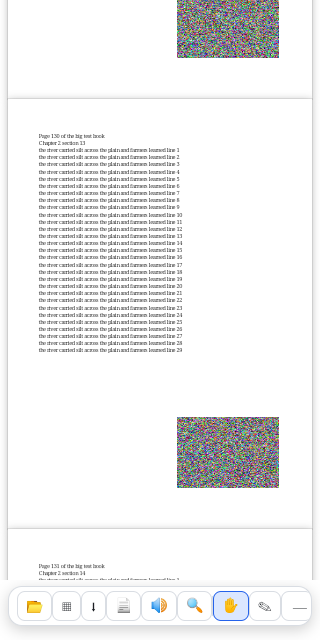 Page 130 of the big test book
Chapter 2 section 13
the river carried silt across the plain and farmers learned line 1
the river carried silt across the plain and farmers learned line 2
the river carried silt across the plain and farmers learned line 3
the river carried silt across the plain and farmers learned line 4
the river carried silt across the plain and farmers learned line 5
the river carried silt across the plain and farmers learned line 6
the river carried silt across the plain and farmers learned line 7
the river carried silt across the plain and farmers learned line 8
the river carried silt across the plain and farmers learned line 9
the river carried silt across the plain and farmers learned line 10
the river carried silt across the plain and farmers learned line 11
the river carried silt across the plain and farmers learned line 12
the river carried silt across the plain and farmers learned line 13
the river carried silt across the plain and farmers learned line 14
the river carried silt across the plain and farmers learned line 15
the river carried silt across the plain and farmers learned line 16
the river carried silt across the plain and farmers learned line 17
the river carried silt across the plain and farmers learned line 18
the river carried silt across the plain and farmers learned line 19
the river carried silt across the plain and farmers learned line 20
the river carried silt across the plain and farmers learned line 21
the river carried silt across the plain and farmers learned line 22
the river carried silt across the plain and farmers learned line 23
the river carried silt across the plain and farmers learned line 24
the river carried silt across the plain and farmers learned line 25
the river carried silt across the plain and farmers learned line 26
the river carried silt across the plain and farmers learned line 27
the river carried silt across the plain and farmers learned line 28
the river carried silt across the plain and farmers learned line 29
Page 131 of the big test book
Chapter 2 section 14